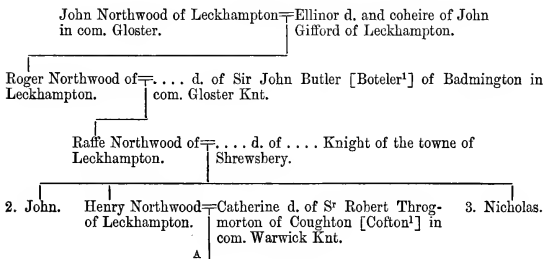 John Northwood of Leckhampton=Ellinor d. and coheire of John
in com. Gloster. Gifford of Leckhampton.
Roger Northwood of=.... d. of Sir John Butler [Boteler¹] of Badmington in
Leckhampton. com. Gloster Knt.
Raffe Northwood of=.... d. of .... Knight of the towne of
Leckhampton. Shrewsbery.
2. John. Henry Northwood=Catherine d. of Sʳ Robert Throg- 3. Nicholas.
of Leckhampton. morton of Coughton [Cofton¹] in
com. Warwick Knt.
A